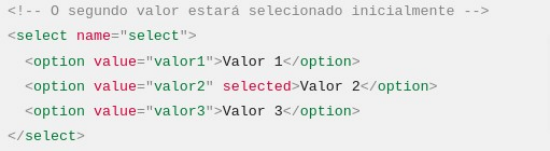 <!-- O segundo valor estará selecionado inicialmente -->
<select name="select">
  <option value="valor1">Valor 1</option>
  <option value="valor2" selected>Valor 2</option>
  <option value="valor3">Valor 3</option>
</select>